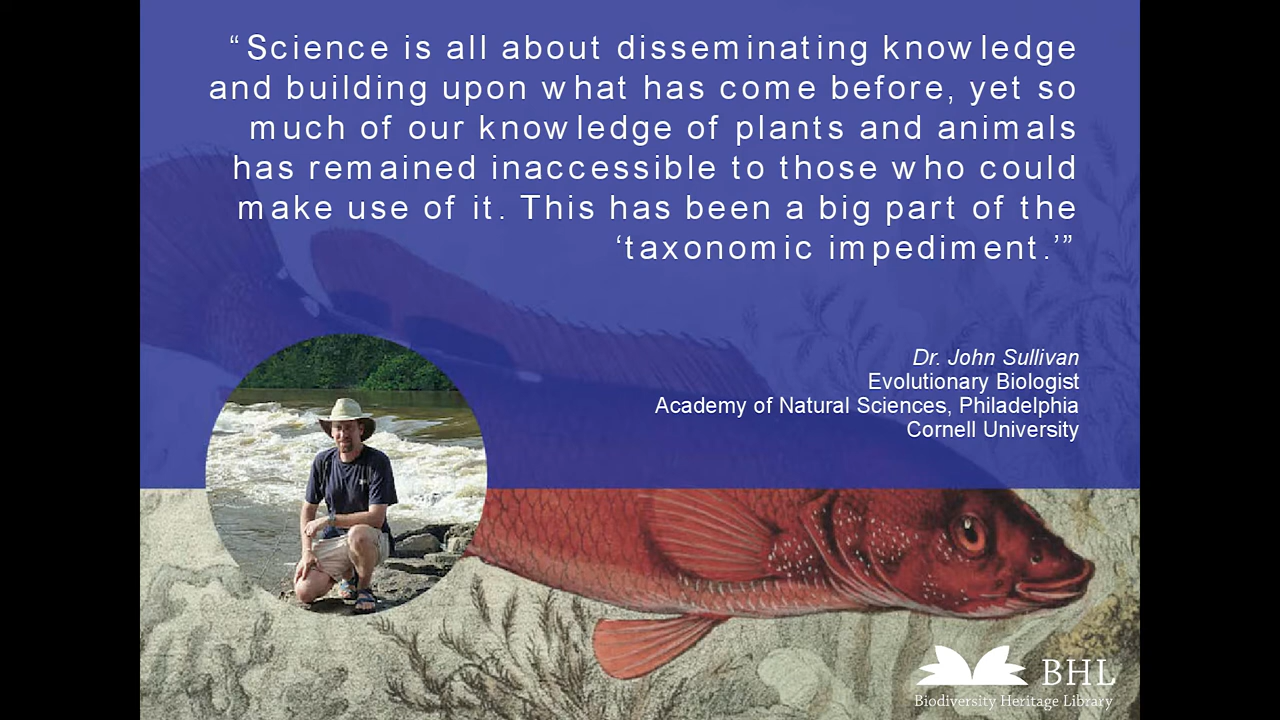 “Science is all about disseminating knowledge
and building upon what has come before, yet so
much of our knowledge of plants and animals
has remained inaccessible to those who could
make use of it. This has been a big part of the
‘taxonomic impediment.’”
Dr. John Sullivan
Evolutionary Biologist
Academy of Natural Sciences, Philadelphia
Cornell University
BHL
Biodiversity Heritage Library